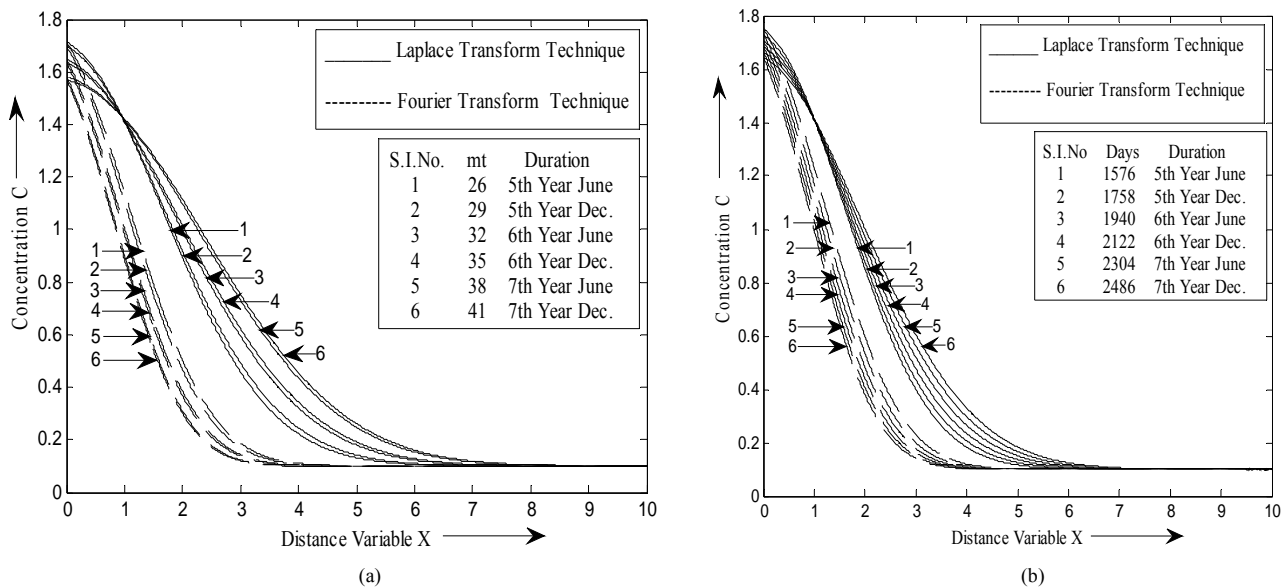 1.8
1.6
1.4
1.2
1
0.8
0.6
0.4
0.2
0
Concentration C
Laplace Transform Technique
Fourier Transform Technique
S.I.No. mt Duration
1 26 5th Year June
2 29 5th Year Dec.
3 32 6th Year June
4 35 6th Year Dec.
5 38 7th Year June
6 41 7th Year Dec.
1
2
3
4
5
6
1
2
3
4
5
6
0 1 2 3 4 5 6 7 8 9 10
Distance Variable X
(a)
1.8
1.6
1.4
1.2
1
0.8
0.6
0.4
0.2
0
Concentration C
Laplace Transform Technique
Fourier Transform Technique
S.I.No Days Duration
1 1576 5th Year June
2 1758 5th Year Dec.
3 1940 6th Year June
4 2122 6th Year Dec.
5 2304 7th Year June
6 2486 7th Year Dec.
1
2
3
4
5
6
1
2
3
4
5
6
0 1 2 3 4 5 6 7 8 9 10
Distance Variable X
(b)